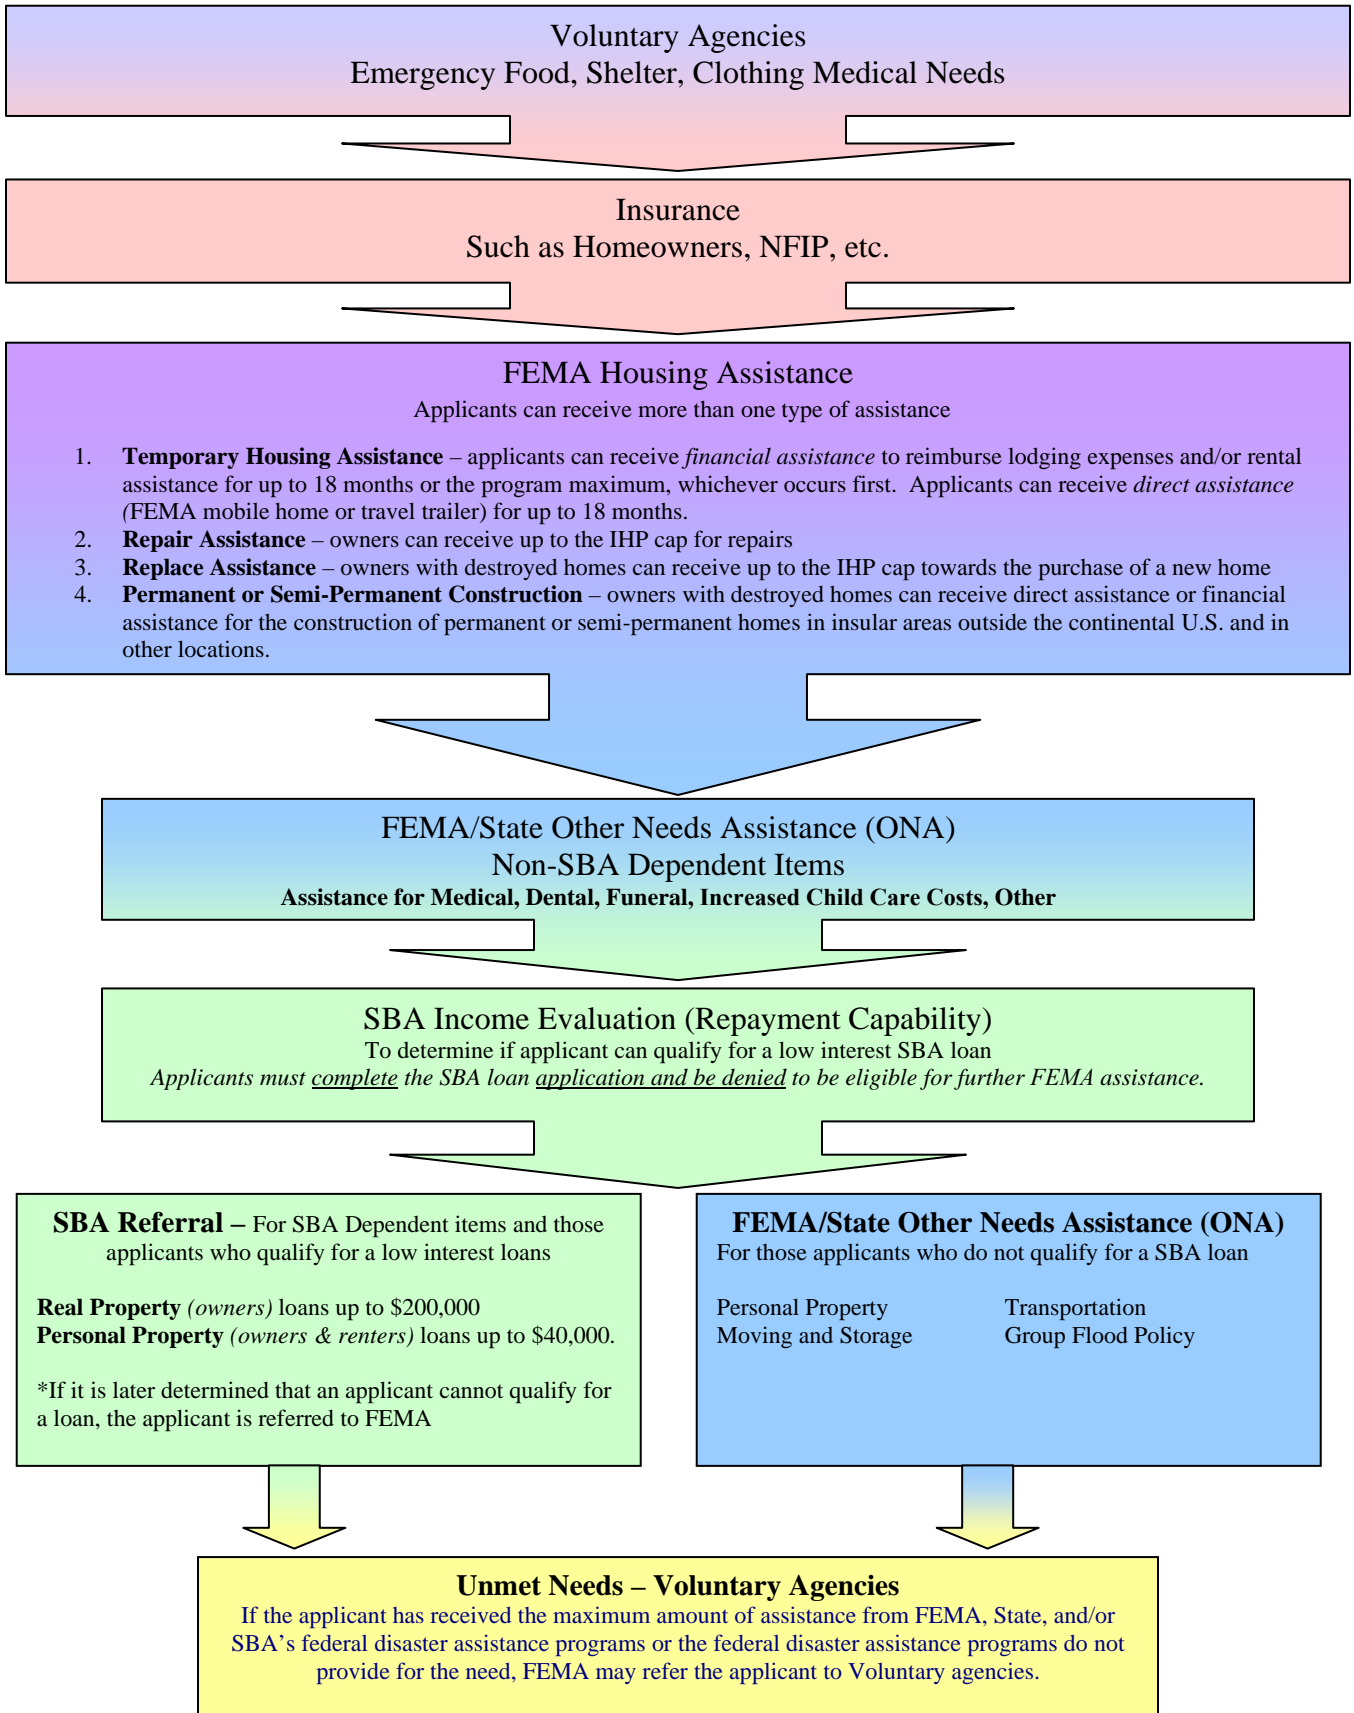 Voluntary Agencies
Emergency Food, Shelter, Clothing Medical Needs
Insurance
Such as Homeowners, NFIP, etc.
FEMA Housing Assistance
Applicants can receive more than one type of assistance
1. Temporary Housing Assistance – applicants can receive financial assistance to reimburse lodging expenses and/or rental
assistance for up to 18 months or the program maximum, whichever occurs first. Applicants can receive direct assistance
(FEMA mobile home or travel trailer) for up to 18 months.
2. Repair Assistance – owners can receive up to the IHP cap for repairs
3. Replace Assistance – owners with destroyed homes can receive up to the IHP cap towards the purchase of a new home
4. Permanent or Semi-Permanent Construction – owners with destroyed homes can receive direct assistance or financial
assistance for the construction of permanent or semi-permanent homes in insular areas outside the continental U.S. and in
other locations.
FEMA/State Other Needs Assistance (ONA)
Non-SBA Dependent Items
Assistance for Medical, Dental, Funeral, Increased Child Care Costs, Other
SBA Income Evaluation (Repayment Capability)
To determine if applicant can qualify for a low interest SBA loan
Applicants must complete the SBA loan application and be denied to be eligible for further FEMA assistance.
SBA Referral – For SBA Dependent items and those
applicants who qualify for a low interest loans
Real Property (owners) loans up to $200,000
Personal Property (owners & renters) loans up to $40,000.
*If it is later determined that an applicant cannot qualify for
a loan, the applicant is referred to FEMA
FEMA/State Other Needs Assistance (ONA)
For those applicants who do not qualify for a SBA loan
Personal Property Transportation
Moving and Storage Group Flood Policy
Unmet Needs – Voluntary Agencies
If the applicant has received the maximum amount of assistance from FEMA, State, and/or
SBA’s federal disaster assistance programs or the federal disaster assistance programs do not
provide for the need, FEMA may refer the applicant to Voluntary agencies.